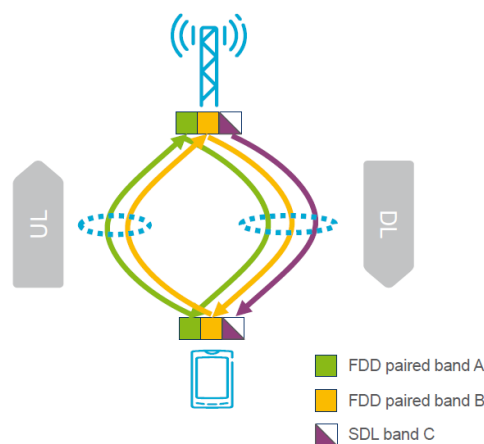 UL
DL
FDD paired band A
FDD paired band B
SDL band C